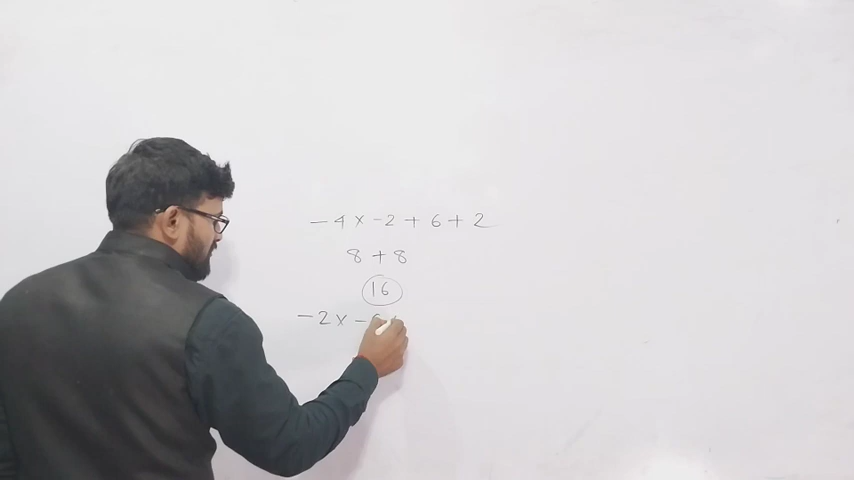 -4 x -2 + 6 + 2
8 + 8
16
-2 x -